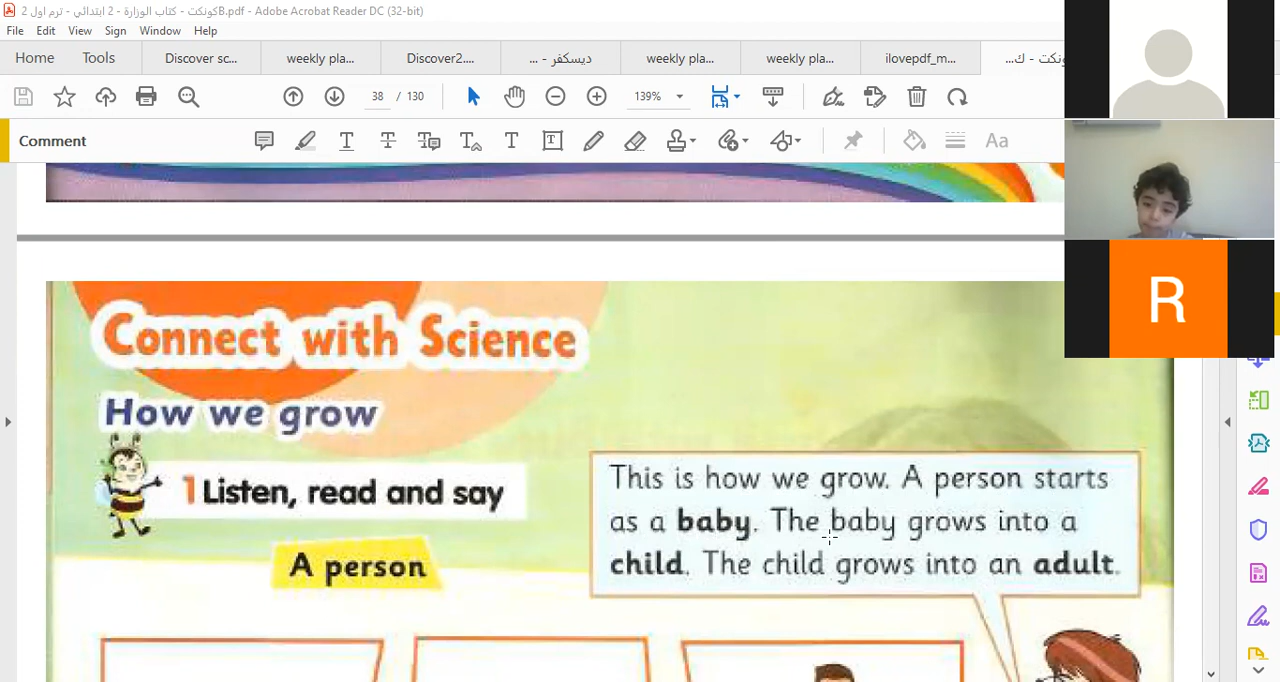 كونكت - كتاب الوزارة - 2 ابتدائي - ترم اول 2B.pdf - Adobe Acrobat Reader DC (32-bit)
File Edit View Sign Window Help
Home Tools Discover sc... weekly pla... Discover2.... ديسكفر - ... weekly pla... weekly pla... ilovepdf_m... ونكت - ك...
38 / 130 139%
Comment
Aa
R
Connect with Science
How we grow
1 Listen, read and say
This is how we grow. A person starts
as a baby. The baby grows into a
child. The child grows into an adult.
A person